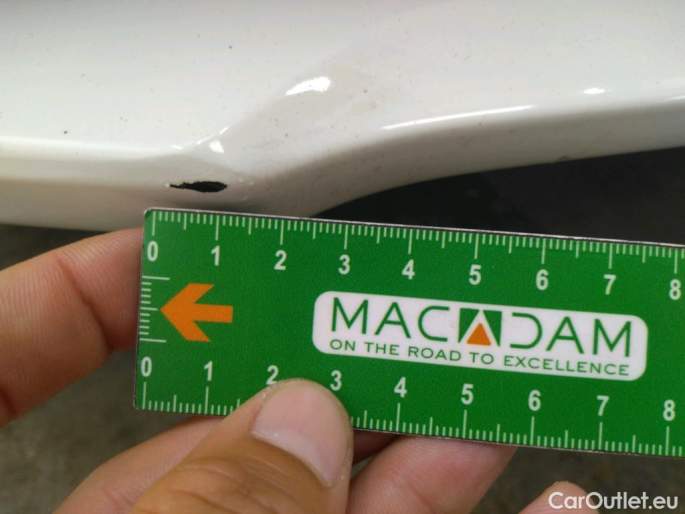 0 1 2 3 4 5 6 7 8
MACADAM
ON THE ROAD TO EXCELLENCE
0 1 2 3 4 5 6 7 8
CarOutlet.eu